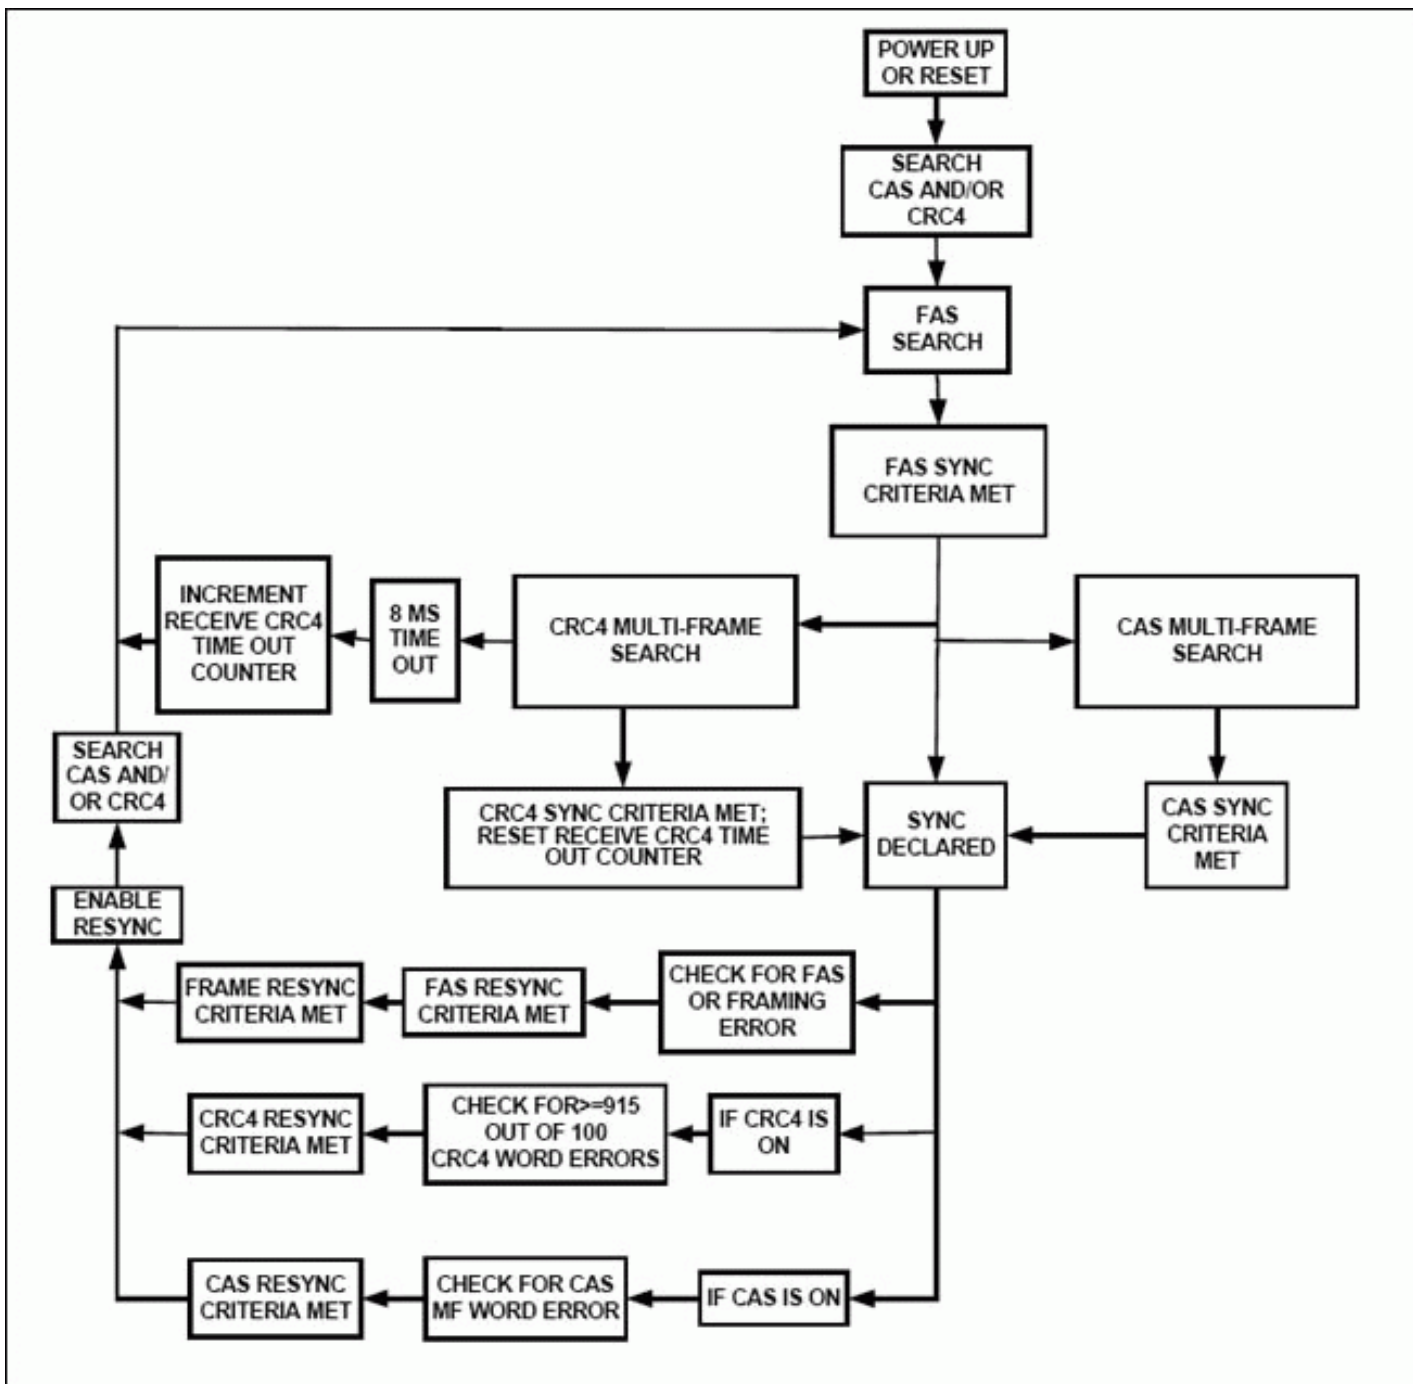 POWER UP
OR RESET
SEARCH
CAS AND/OR
CRC4
FAS
SEARCH
FAS SYNC
CRITERIA MET
INCREMENT
RECEIVE CRC4
TIME OUT
COUNTER
8 MS
TIME
OUT
CRC4 MULTI-FRAME
SEARCH
CAS MULTI-FRAME
SEARCH
SEARCH
CAS AND/
OR CRC4
CRC4 SYNC CRITERIA MET;
RESET RECEIVE CRC4 TIME
OUT COUNTER
SYNC
DECLARED
CAS SYNC
CRITERIA
MET
ENABLE
RESYNC
FRAME RESYNC
CRITERIA MET
FAS RESYNC
CRITERIA MET
CHECK FOR FAS
OR FRAMING
ERROR
CRC4 RESYNC
CRITERIA MET
CHECK FOR>=915
OUT OF 100
CRC4 WORD ERRORS
IF CRC4 IS
ON
CAS RESYNC
CRITERIA MET
CHECK FOR CAS
MF WORD ERROR
IF CAS IS ON